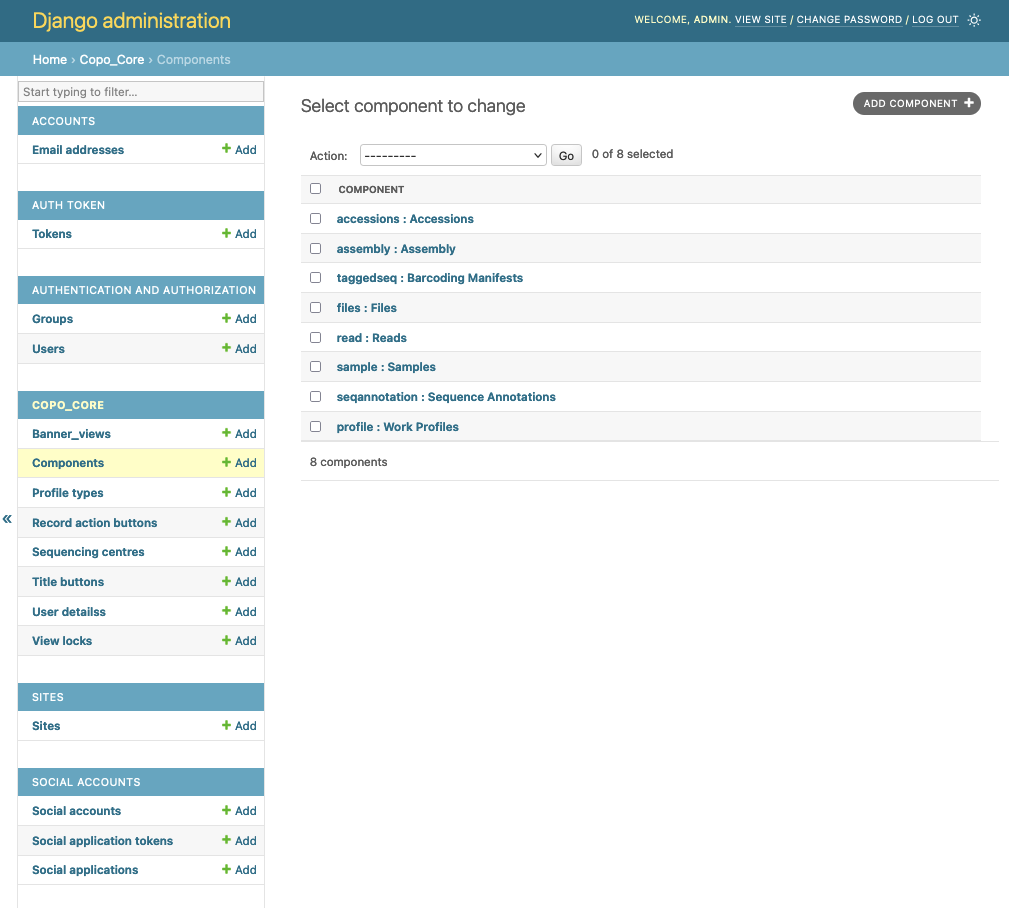 Django administration
WELCOME, ADMIN. VIEW SITE / CHANGE PASSWORD / LOG OUT
Home › Copo_Core › Components
Start typing to filter...
ACCOUNTS
Email addresses + Add
AUTH TOKEN
Tokens + Add
AUTHENTICATION AND AUTHORIZATION
Groups + Add
Users + Add
COPO_CORE
Banner_views + Add
Components + Add
Profile types + Add
Record action buttons + Add
Sequencing centres + Add
Title buttons + Add
User detailss + Add
View locks + Add
SITES
Sites + Add
SOCIAL ACCOUNTS
Social accounts + Add
Social application tokens + Add
Social applications + Add
«
Select component to change
ADD COMPONENT +
Action: --------- Go 0 of 8 selected
COMPONENT
accessions : Accessions
assembly : Assembly
taggedseq : Barcoding Manifests
files : Files
read : Reads
sample : Samples
seqannotation : Sequence Annotations
profile : Work Profiles
8 components